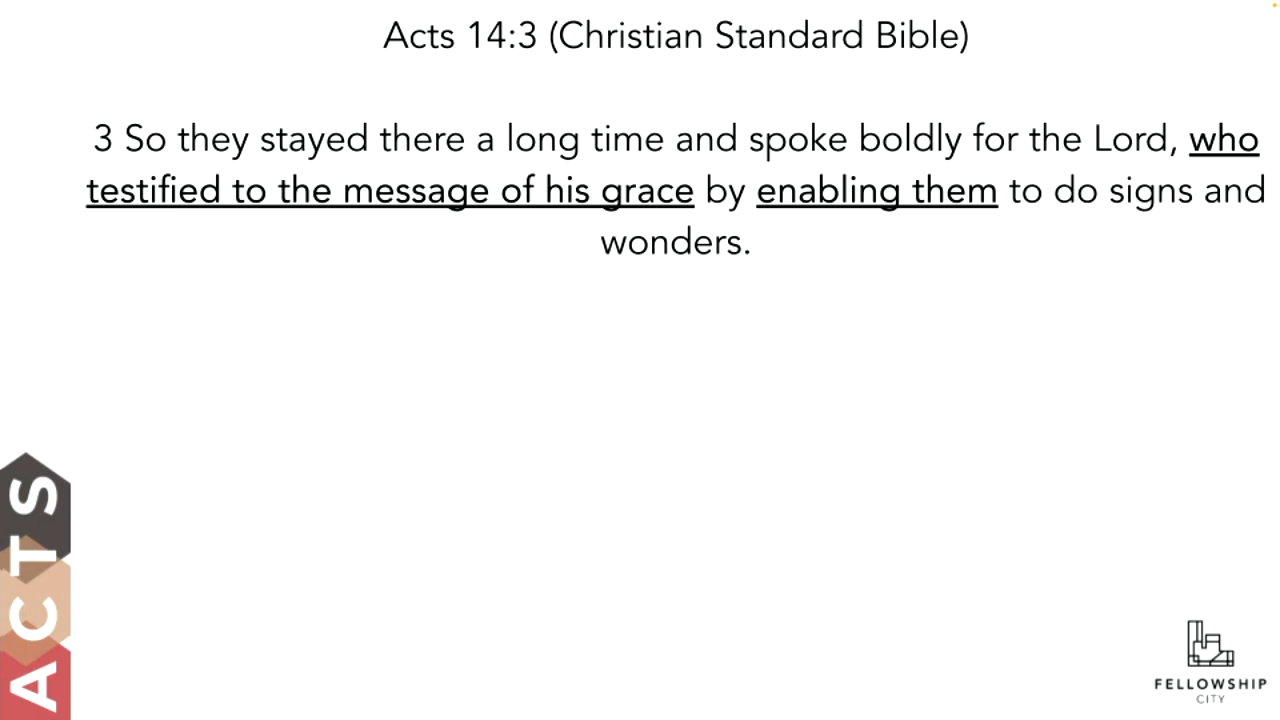 Acts 14:3 (Christian Standard Bible)
3 So they stayed there a long time and spoke boldly for the Lord, who
testified to the message of his grace by enabling them to do signs and
wonders.
ACTS
FELLOWSHIP
CITY